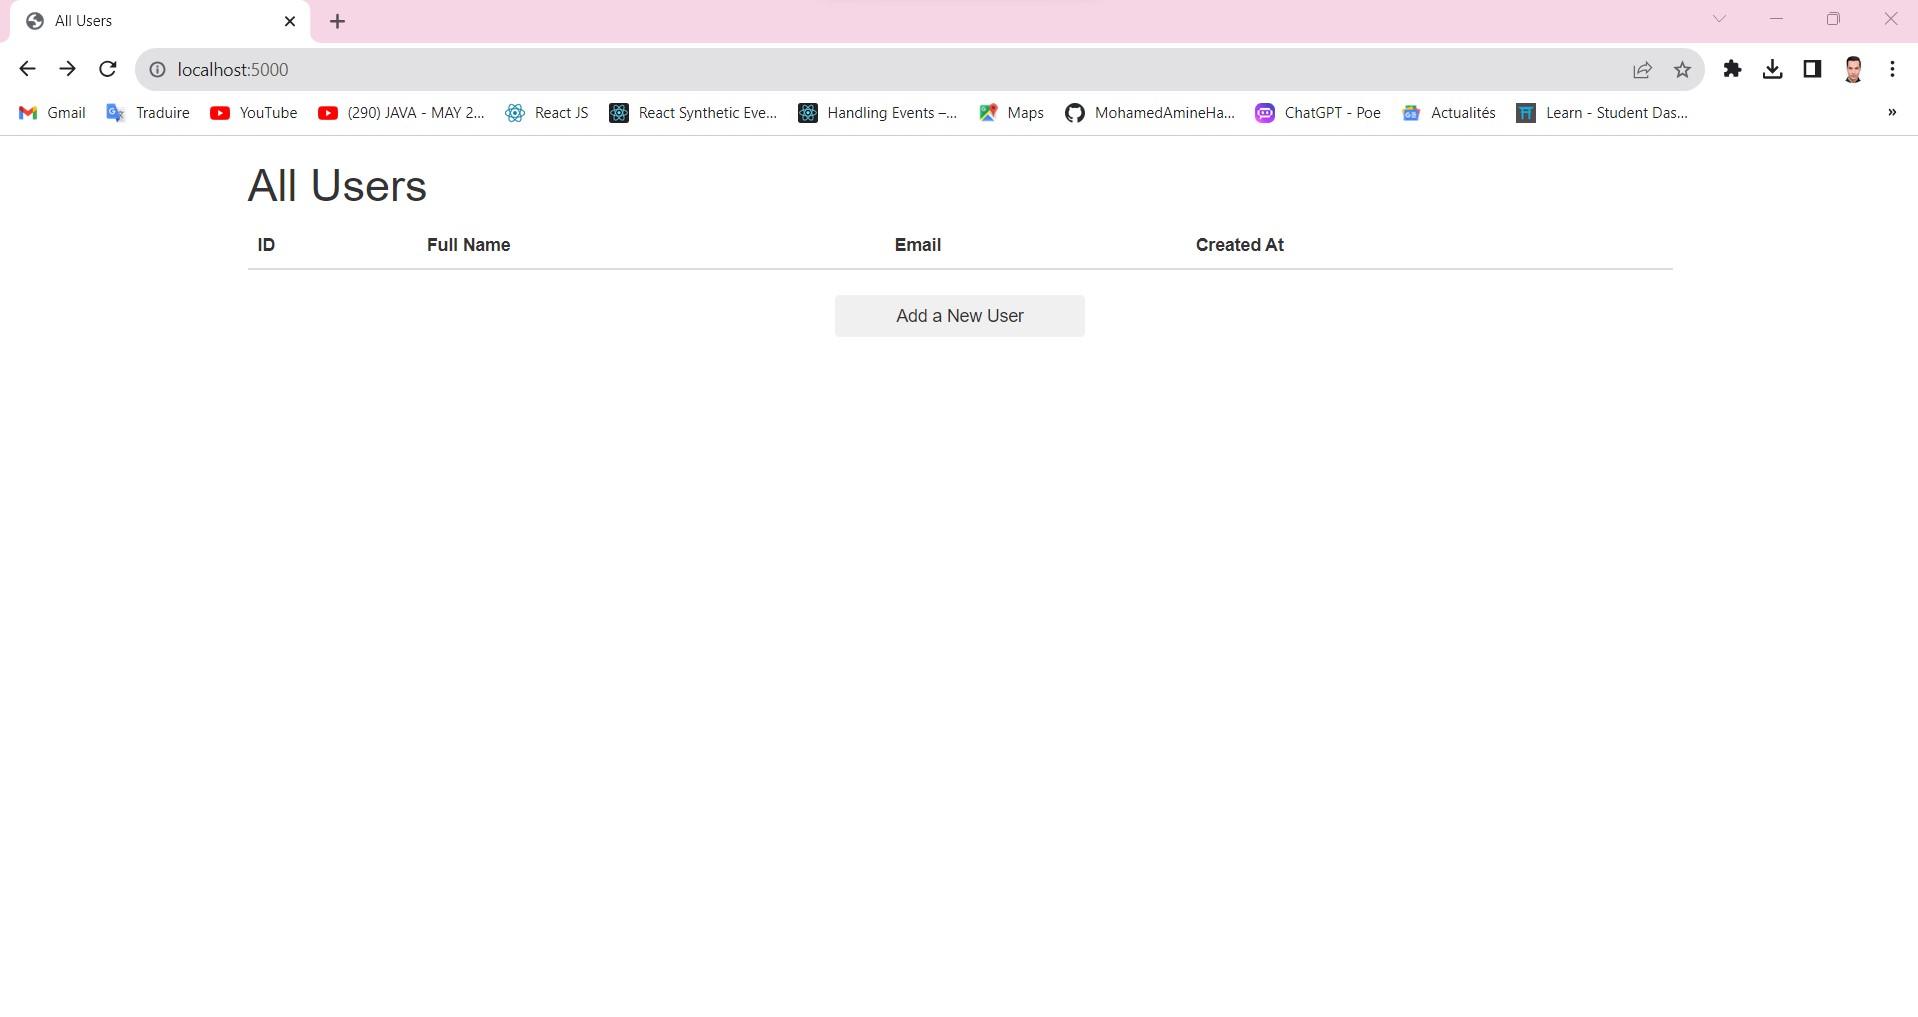 All Users
localhost:5000
Gmail Traduire YouTube (290) JAVA - MAY 2... React JS React Synthetic Eve... Handling Events –... Maps MohamedAmineHa... ChatGPT - Poe Actualités Learn - Student Das... »
All Users
ID Full Name Email Created At
Add a New User